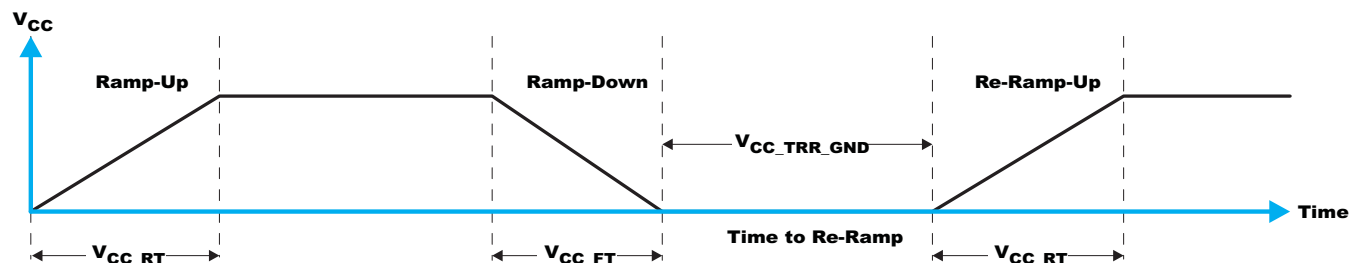 VCC
Ramp-Up
Ramp-Down
Re-Ramp-Up
VCC_TRR_GND
Time
Time to Re-Ramp
VCC_RT
VCC_FT
VCC_RT